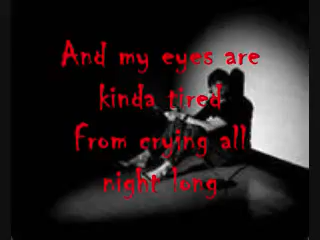 And my eyes are
kinda tired
From crying all
night long